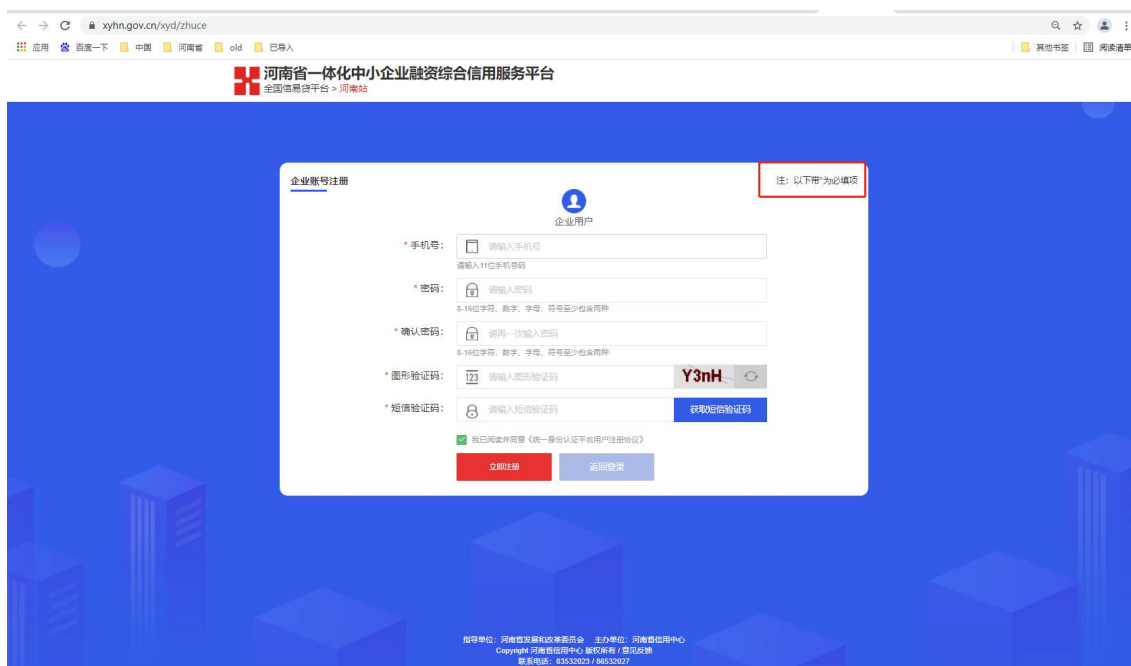 xyhn.gov.cn/xyd/zhuce
应用 百度一下 中国 河南省 old 已导入 其他书签 阅读清单
河南省一体化中小企业融资综合信用服务平台
全国信易贷平台 > 河南站
企业账号注册
注：以下带*为必填项
企业用户
* 手机号： 请输入手机号
请输入11位手机号码
* 密码： 请输入密码
8-16位字符、数字、字母、符号至少包含两种
* 确认密码： 请再一次输入密码
8-16位字符、数字、字母、符号至少包含两种
* 图形验证码： 123 请输入图形验证码 Y3nH
* 短信验证码： 请输入短信验证码 获取短信验证码
我已阅读并同意《统一身份认证平台用户注册协议》
立即注册 返回登录
指导单位：河南省发展和改革委员会 主办单位：河南省信用中心
Copyright 河南省信用中心 版权所有 / 意见反馈
联系电话：63532023 / 86532027